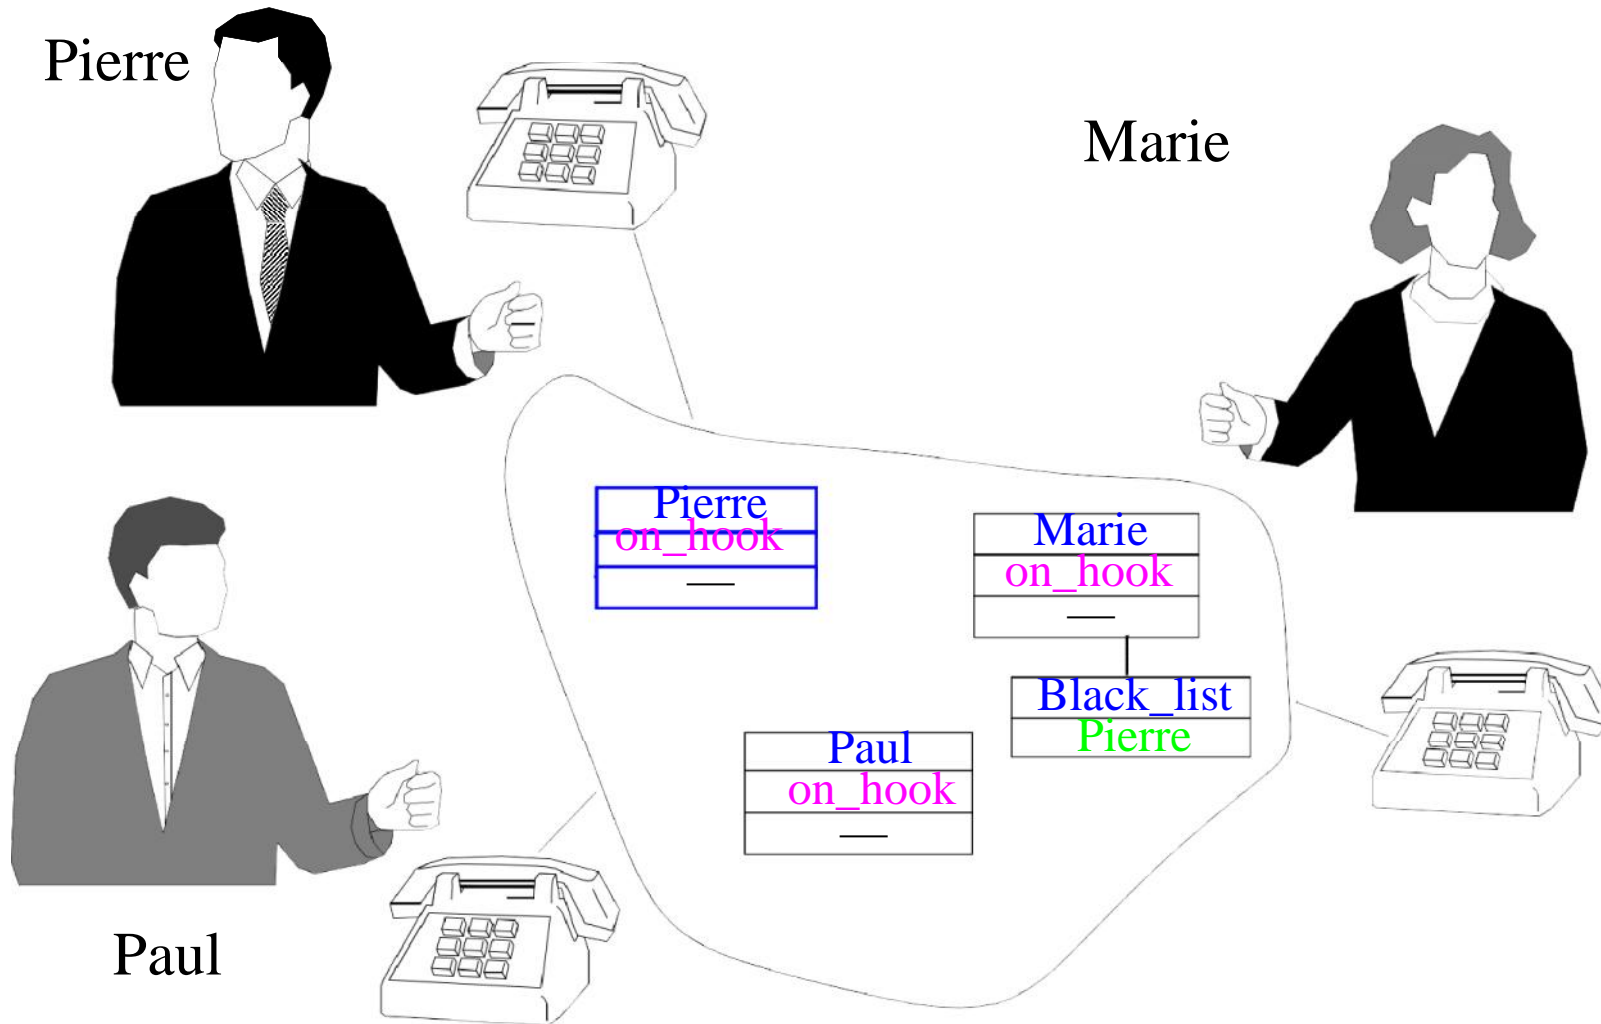 Pierre
Marie
Pierre
on_hook
—
Marie
on_hook
—
Black_list
Pierre
Paul
on_hook
—
Paul